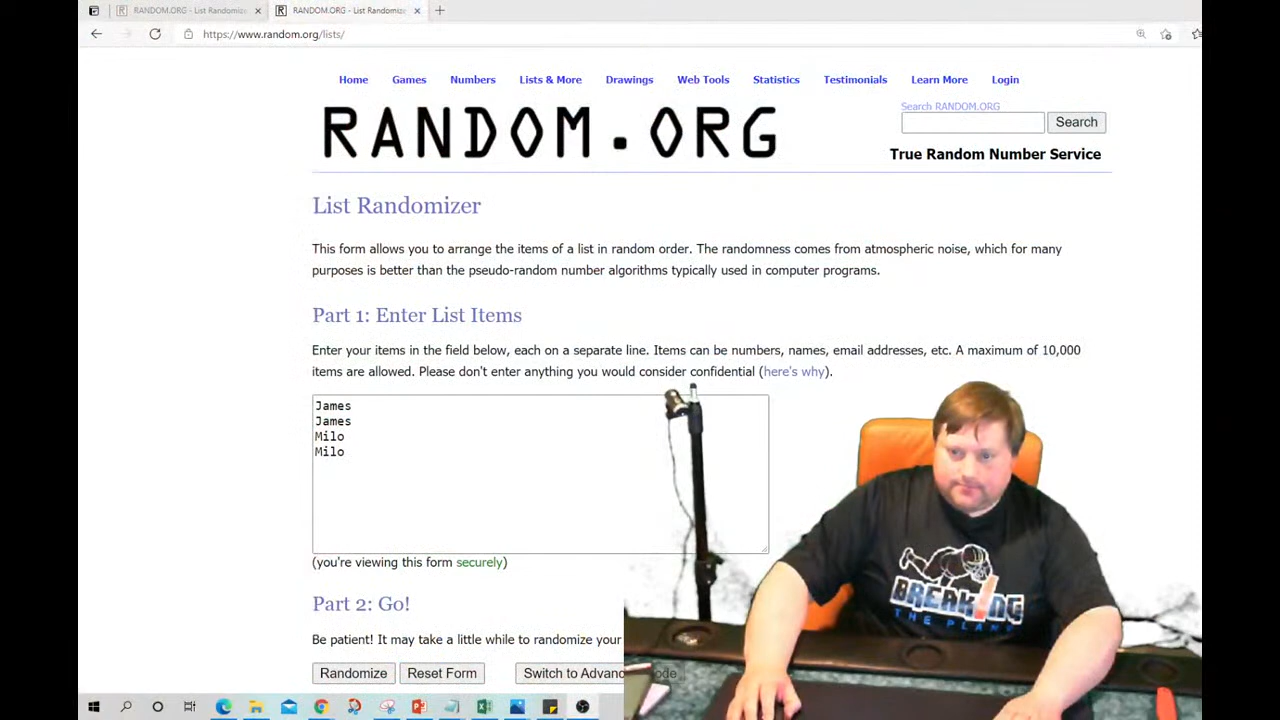 RANDOM.ORG - List Randomize
RANDOM.ORG - List Randomize
https://www.random.org/lists/
Home Games Numbers Lists & More Drawings Web Tools Statistics Testimonials Learn More Login
RANDOM.ORG
Search RANDOM.ORG
Search
True Random Number Service
List Randomizer
This form allows you to arrange the items of a list in random order. The randomness comes from atmospheric noise, which for many
purposes is better than the pseudo-random number algorithms typically used in computer programs.
Part 1: Enter List Items
Enter your items in the field below, each on a separate line. Items can be numbers, names, email addresses, etc. A maximum of 10,000
items are allowed. Please don't enter anything you would consider confidential (here's why).
James
James
Milo
Milo
(you're viewing this form securely)
Part 2: Go!
Be patient! It may take a little while to randomize your
Randomize Reset Form Switch to Advanc ode
BREAKING
THE PLANE